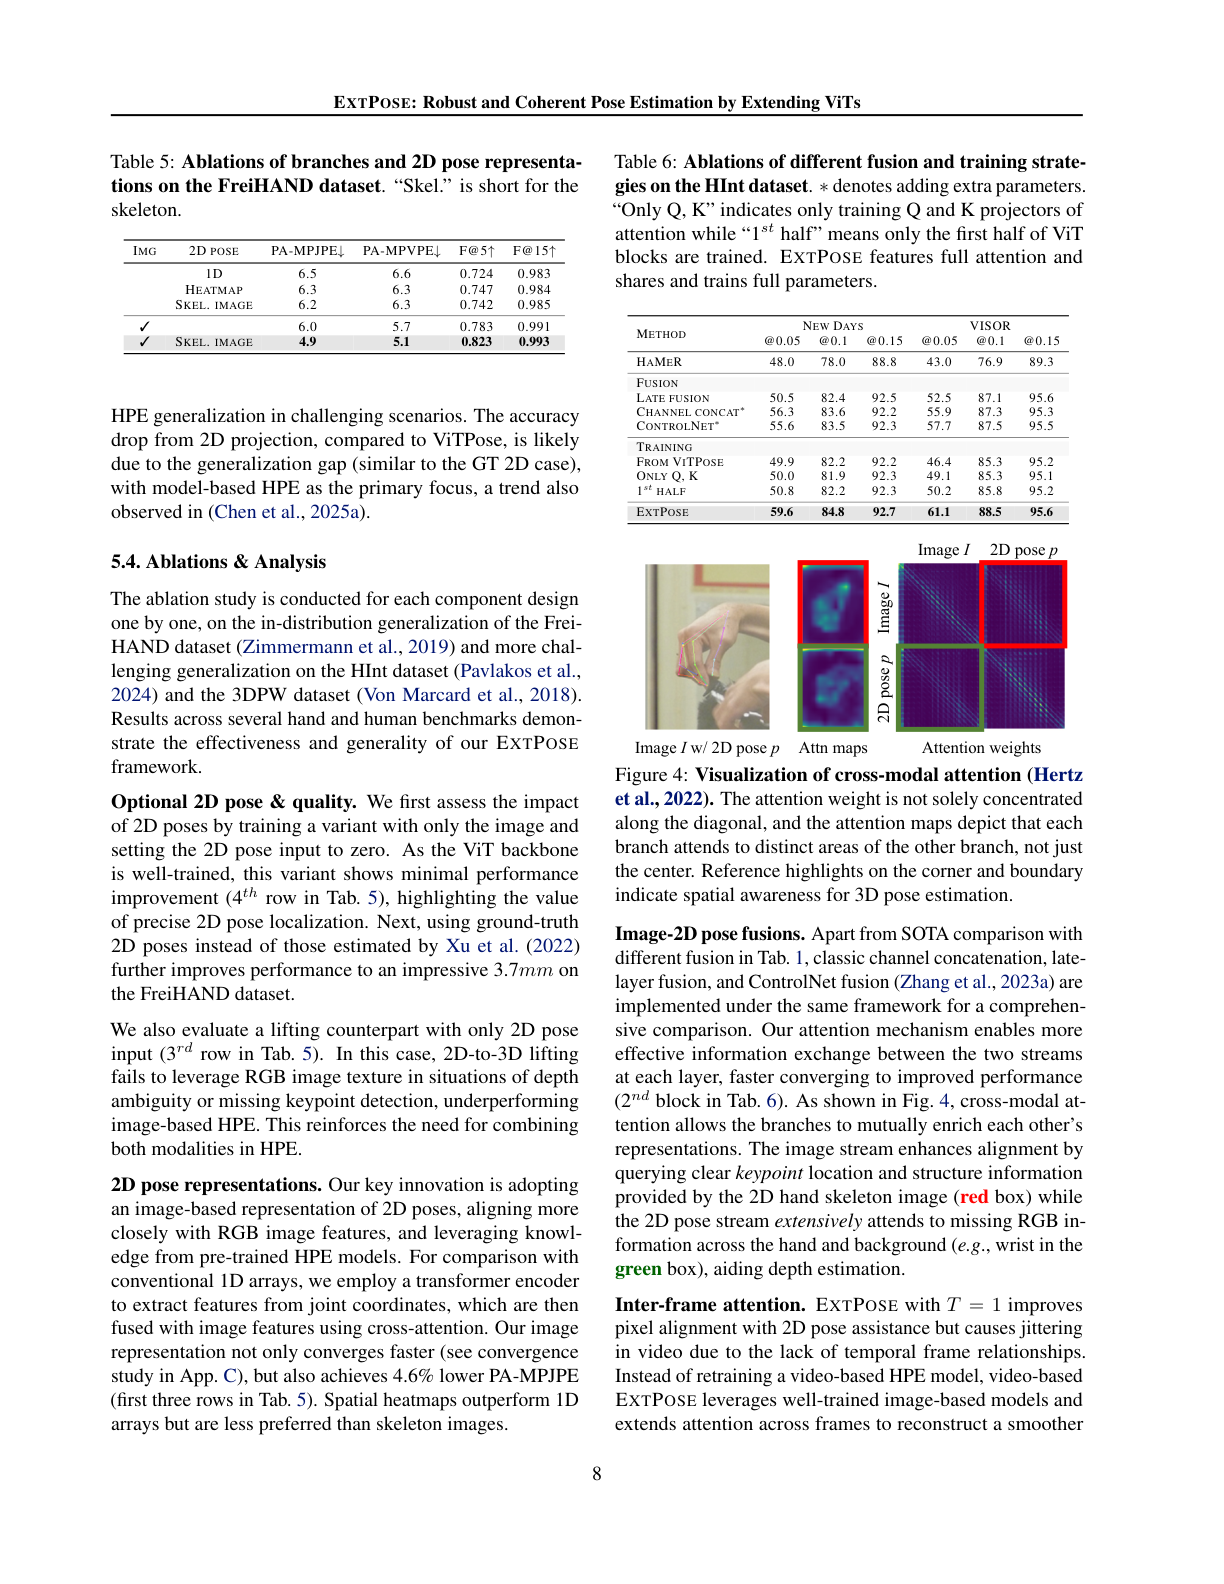 EXTPOSE: Robust and Coherent Pose Estimation by Extending ViTs
Table 5: Ablations of branches and 2D pose representa-
tions on the FreiHAND dataset. “Skel.” is short for the
skeleton.
IMG 2D POSE PA-MPJPE↓ PA-MPVPE↓ F@5↑ F@15↑
1D 6.5 6.6 0.724 0.983
HEATMAP 6.3 6.3 0.747 0.984
SKEL. IMAGE 6.2 6.3 0.742 0.985
✓ 6.0 5.7 0.783 0.991
✓ SKEL. IMAGE 4.9 5.1 0.823 0.993
HPE generalization in challenging scenarios. The accuracy
drop from 2D projection, compared to ViTPose, is likely
due to the generalization gap (similar to the GT 2D case),
with model-based HPE as the primary focus, a trend also
observed in (Chen et al., 2025a).
5.4. Ablations & Analysis
The ablation study is conducted for each component design
one by one, on the in-distribution generalization of the Frei-
HAND dataset (Zimmermann et al., 2019) and more chal-
lenging generalization on the HInt dataset (Pavlakos et al.,
2024) and the 3DPW dataset (Von Marcard et al., 2018).
Results across several hand and human benchmarks demon-
strate the effectiveness and generality of our EXTPOSE
framework.
Optional 2D pose & quality. We first assess the impact
of 2D poses by training a variant with only the image and
setting the 2D pose input to zero. As the ViT backbone
is well-trained, this variant shows minimal performance
improvement (4th row in Tab. 5), highlighting the value
of precise 2D pose localization. Next, using ground-truth
2D poses instead of those estimated by Xu et al. (2022)
further improves performance to an impressive 3.7mm on
the FreiHAND dataset.
We also evaluate a lifting counterpart with only 2D pose
input (3rd row in Tab. 5). In this case, 2D-to-3D lifting
fails to leverage RGB image texture in situations of depth
ambiguity or missing keypoint detection, underperforming
image-based HPE. This reinforces the need for combining
both modalities in HPE.
2D pose representations. Our key innovation is adopting
an image-based representation of 2D poses, aligning more
closely with RGB image features, and leveraging knowl-
edge from pre-trained HPE models. For comparison with
conventional 1D arrays, we employ a transformer encoder
to extract features from joint coordinates, which are then
fused with image features using cross-attention. Our image
representation not only converges faster (see convergence
study in App. C), but also achieves 4.6% lower PA-MPJPE
(first three rows in Tab. 5). Spatial heatmaps outperform 1D
arrays but are less preferred than skeleton images.
Table 6: Ablations of different fusion and training strate-
gies on the HInt dataset. ∗ denotes adding extra parameters.
“Only Q, K” indicates only training Q and K projectors of
attention while “1st half” means only the first half of ViT
blocks are trained. EXTPOSE features full attention and
shares and trains full parameters.
METHOD NEW DAYS VISOR
@0.05 @0.1 @0.15 @0.05 @0.1 @0.15
HAMER 48.0 78.0 88.8 43.0 76.9 89.3
FUSION
LATE FUSION 50.5 82.4 92.5 52.5 87.1 95.6
CHANNEL CONCAT* 56.3 83.6 92.2 55.9 87.3 95.3
CONTROLNET* 55.6 83.5 92.3 57.7 87.5 95.5
TRAINING
FROM VITPOSE 49.9 82.2 92.2 46.4 85.3 95.2
ONLY Q, K 50.0 81.9 92.3 49.1 85.3 95.1
1st HALF 50.8 82.2 92.3 50.2 85.8 95.2
EXTPOSE 59.6 84.8 92.7 61.1 88.5 95.6
Image I 2D pose p
Image I
2D pose p
Image I w/ 2D pose p Attn maps Attention weights
Figure 4: Visualization of cross-modal attention (Hertz
et al., 2022). The attention weight is not solely concentrated
along the diagonal, and the attention maps depict that each
branch attends to distinct areas of the other branch, not just
the center. Reference highlights on the corner and boundary
indicate spatial awareness for 3D pose estimation.
Image-2D pose fusions. Apart from SOTA comparison with
different fusion in Tab. 1, classic channel concatenation, late-
layer fusion, and ControlNet fusion (Zhang et al., 2023a) are
implemented under the same framework for a comprehen-
sive comparison. Our attention mechanism enables more
effective information exchange between the two streams
at each layer, faster converging to improved performance
(2nd block in Tab. 6). As shown in Fig. 4, cross-modal at-
tention allows the branches to mutually enrich each other’s
representations. The image stream enhances alignment by
querying clear keypoint location and structure information
provided by the 2D hand skeleton image (red box) while
the 2D pose stream extensively attends to missing RGB in-
formation across the hand and background (e.g., wrist in the
green box), aiding depth estimation.
Inter-frame attention. EXTPOSE with T = 1 improves
pixel alignment with 2D pose assistance but causes jittering
in video due to the lack of temporal frame relationships.
Instead of retraining a video-based HPE model, video-based
EXTPOSE leverages well-trained image-based models and
extends attention across frames to reconstruct a smoother
8